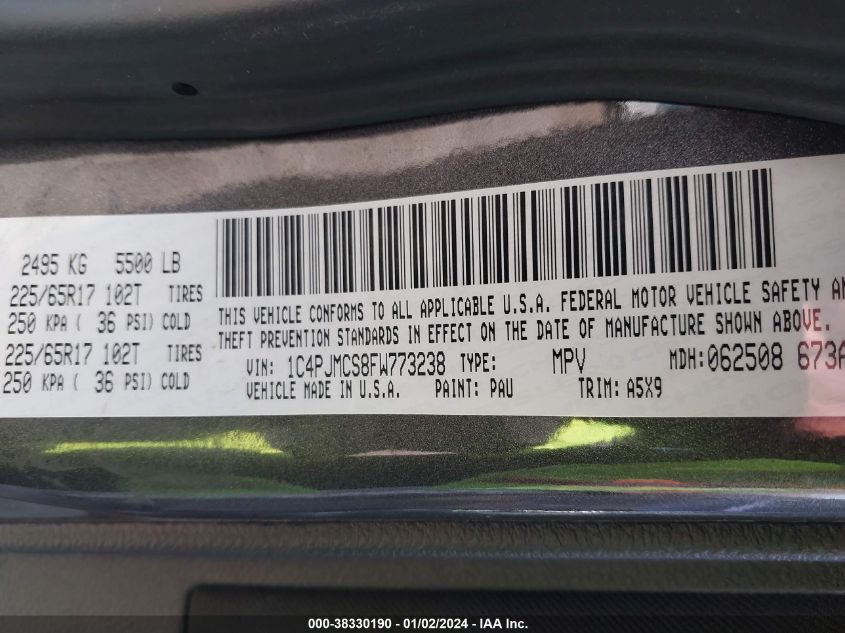 2495 KG 5500 LB
225/65R17 102T TIRES
250 KPA ( 36 PSI) COLD
225/65R17 102T TIRES
250 KPA ( 36 PSI) COLD
THIS VEHICLE CONFORMS TO ALL APPLICABLE U.S.A. FEDERAL MOTOR VEHICLE SAFETY
THEFT PREVENTION STANDARDS IN EFFECT ON THE DATE OF MANUFACTURE SHOWN ABOVE.
VIN: 1C4PJMCS8FW773238 TYPE: MPV MDH:062508 673A
VEHICLE MADE IN U.S.A. PAINT: PAU TRIM: A5X9
000-38330190 - 01/02/2024 - IAA Inc.